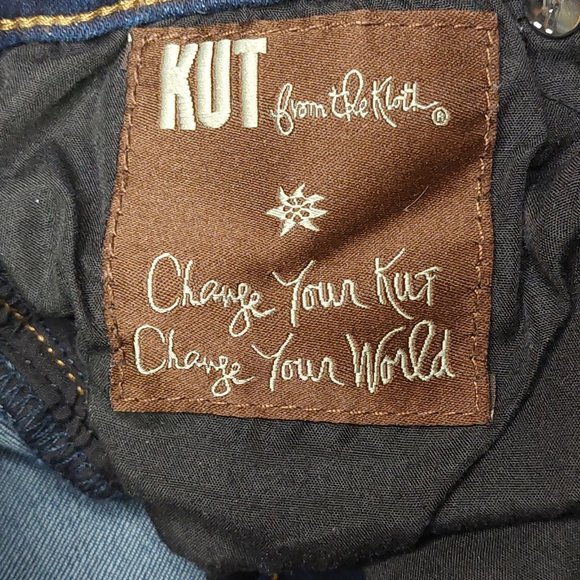 KUT from the Kloth ®
Change Your KUT
Change Your World